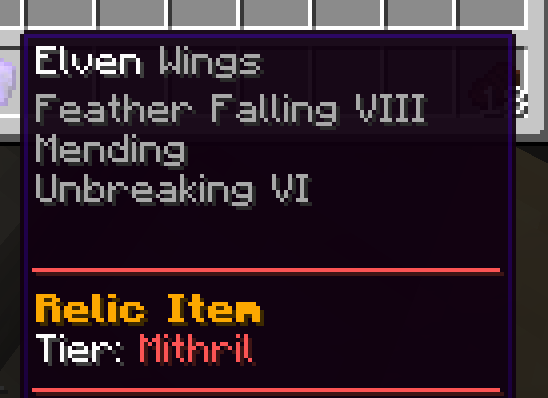 Elven Wings
Feather Falling VIII
Mending
Unbreaking VI
Relic Item
Tier: Mithril